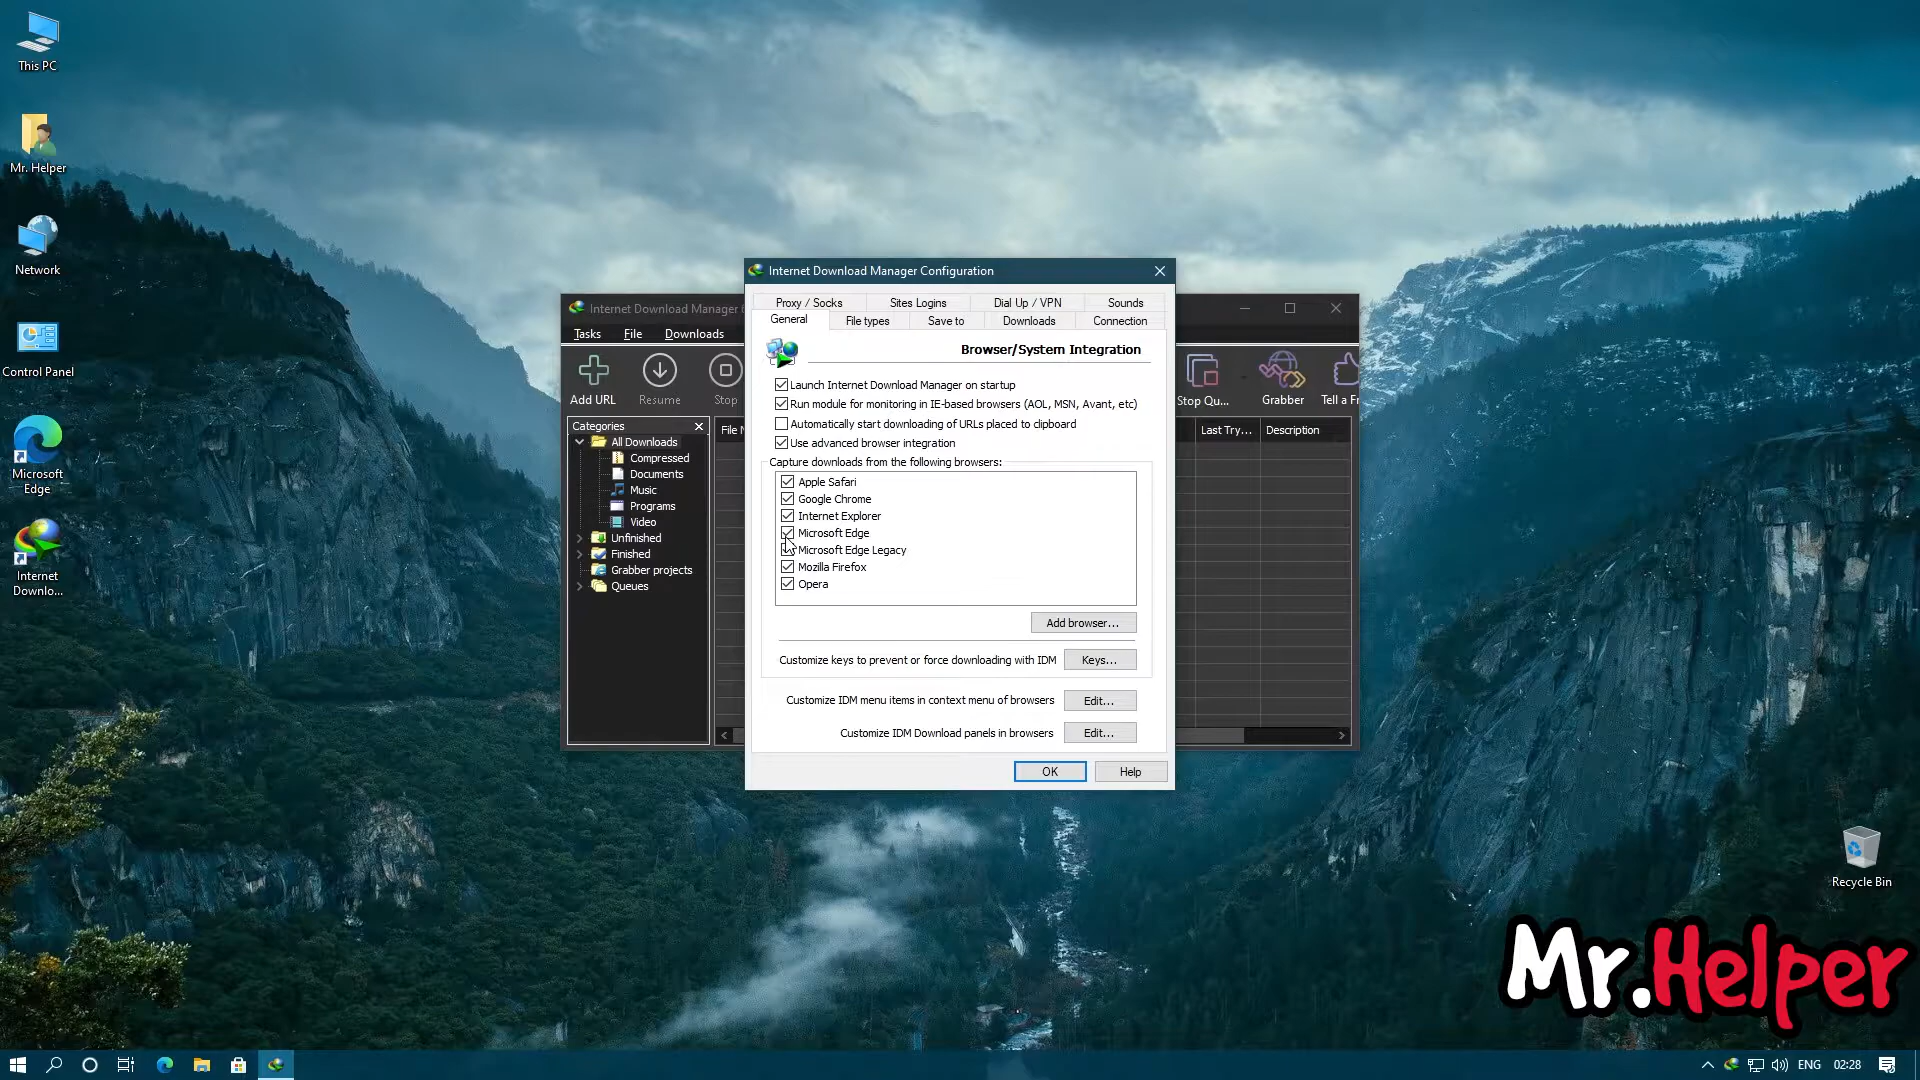 This PC
Mr. Helper
Network
Control Panel
Microsoft
Edge
Internet
Downlo...
Internet Download Manager
Tasks
File
Downloads
Add URL
Resume
Stop
Stop Qu...
Grabber
Tell a Fr
Categories
All Downloads
Compressed
Documents
Music
Programs
Video
Unfinished
Finished
Grabber projects
Queues
File N
Last Try...
Description
Internet Download Manager Configuration
Proxy / Socks
Sites Logins
Dial Up / VPN
Sounds
General
File types
Save to
Downloads
Connection
Browser/System Integration
Launch Internet Download Manager on startup
Run module for monitoring in IE-based browsers (AOL, MSN, Avant, etc)
Automatically start downloading of URLs placed to clipboard
Use advanced browser integration
Capture downloads from the following browsers:
Apple Safari
Google Chrome
Internet Explorer
Microsoft Edge
Microsoft Edge Legacy
Mozilla Firefox
Opera
Add browser...
Customize keys to prevent or force downloading with IDM
Keys...
Customize IDM menu items in context menu of browsers
Edit...
Customize IDM Download panels in browsers
Edit...
OK
Help
Recycle Bin
Mr.Helper
ENG
02:28